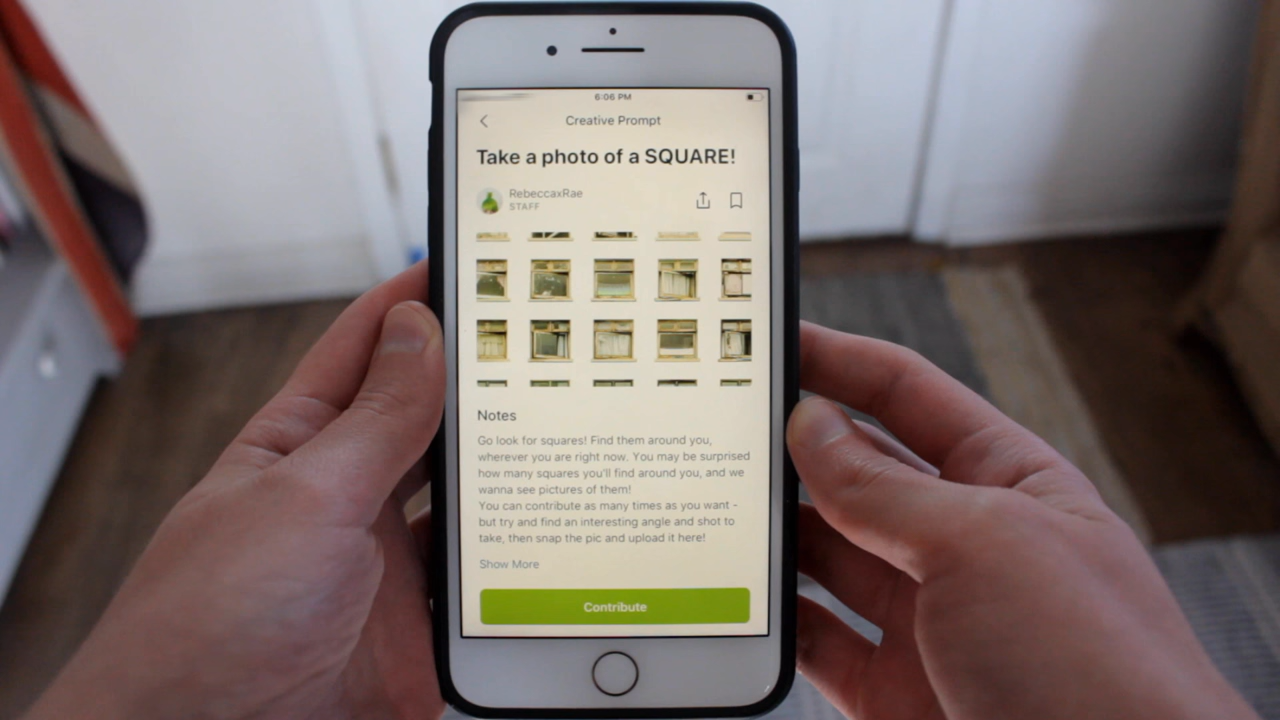 6:06 PM
Creative Prompt
Take a photo of a SQUARE!
RebeccaxRae
STAFF
Notes
Go look for squares! Find them around you,
wherever you are right now. You may be surprised
how many squares you'll find around you, and we
wanna see pictures of them!
You can contribute as many times as you want -
but try and find an interesting angle and shot to
take, then snap the pic and upload it here!
Show More
Contribute